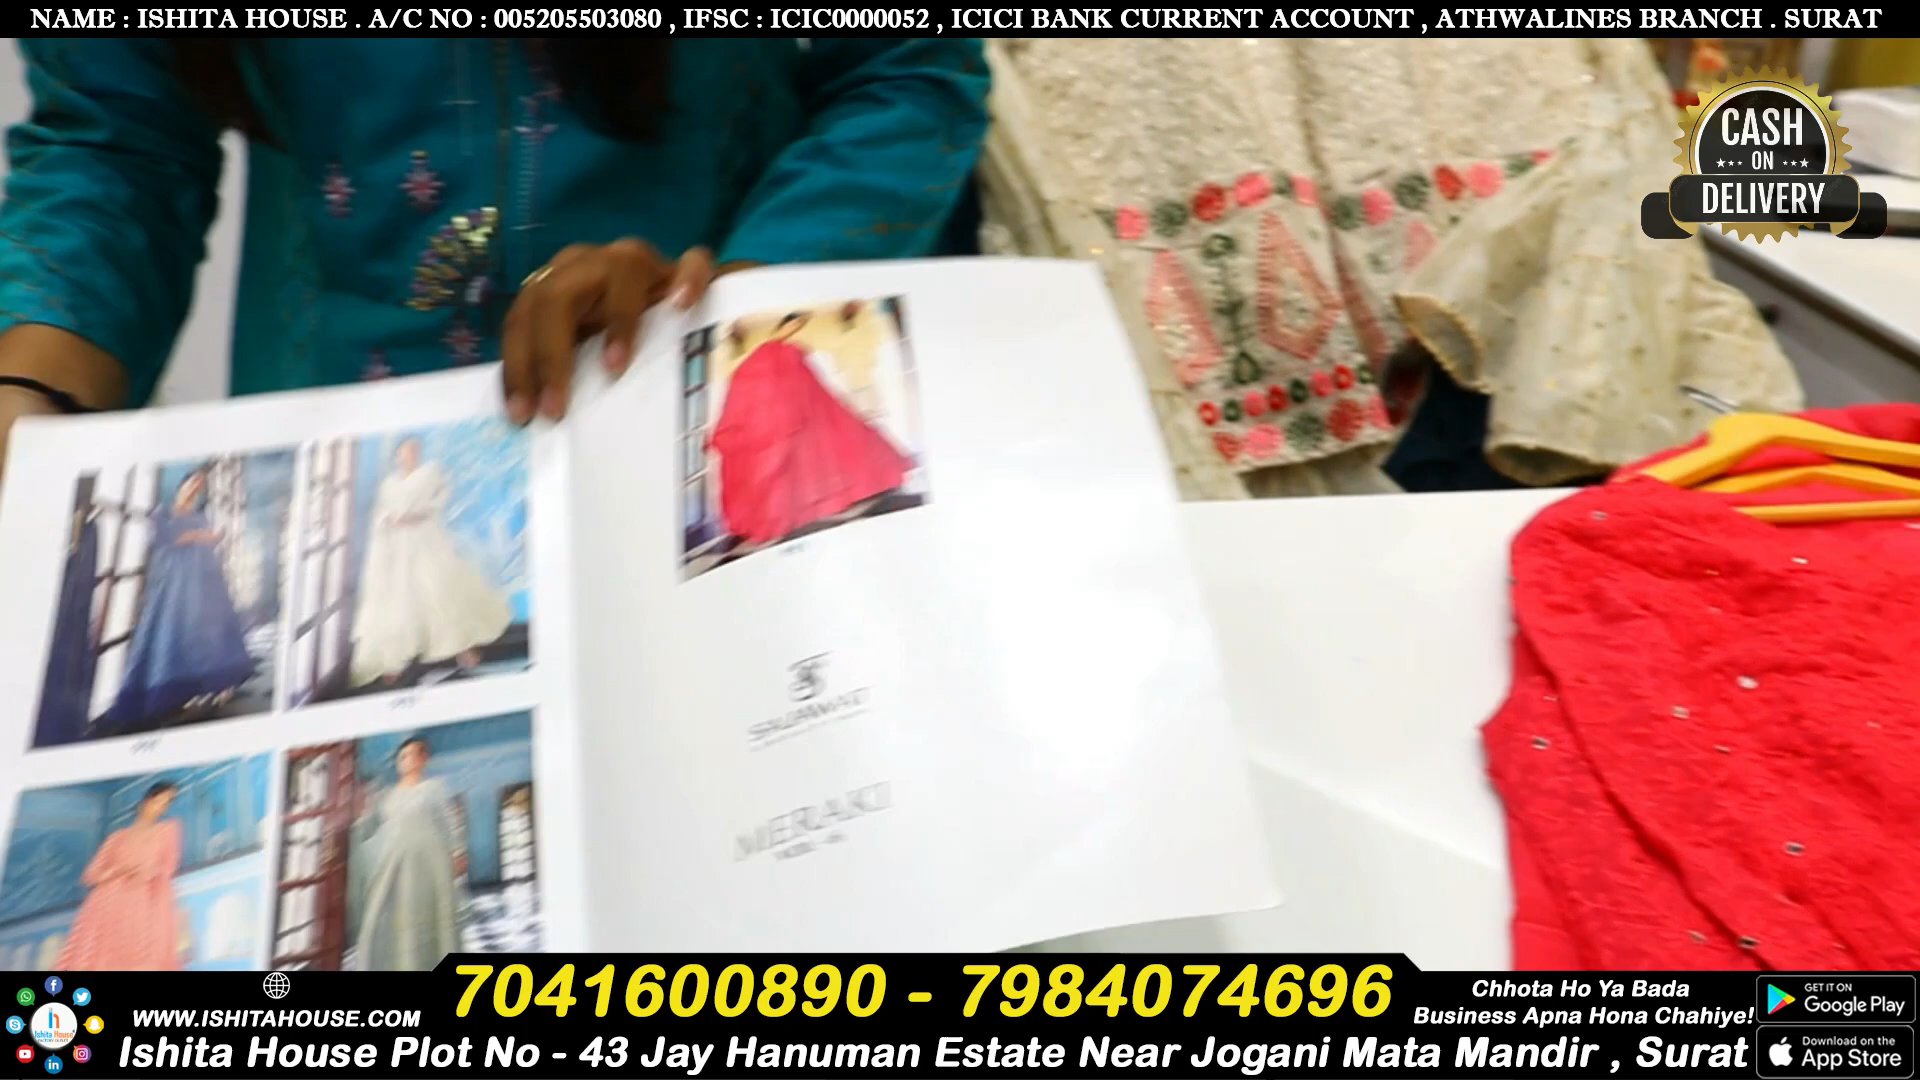 NAME : ISHITA HOUSE . A/C NO : 005205503080 , IFSC : ICIC0000052 , ICICI BANK CURRENT ACCOUNT , ATHWALINES BRANCH . SURAT
CASH
ON
DELIVERY
MERAKI
7041600890 - 7984074696
WWW.ISHITAHOUSE.COM
Chhota Ho Ya Bada
Business Apna Hona Chahiye!
Ishita House Plot No - 43 Jay Hanuman Estate Near Jogani Mata Mandir , Surat
GET IT ON
Google Play
Download on the
App Store
Ishita House